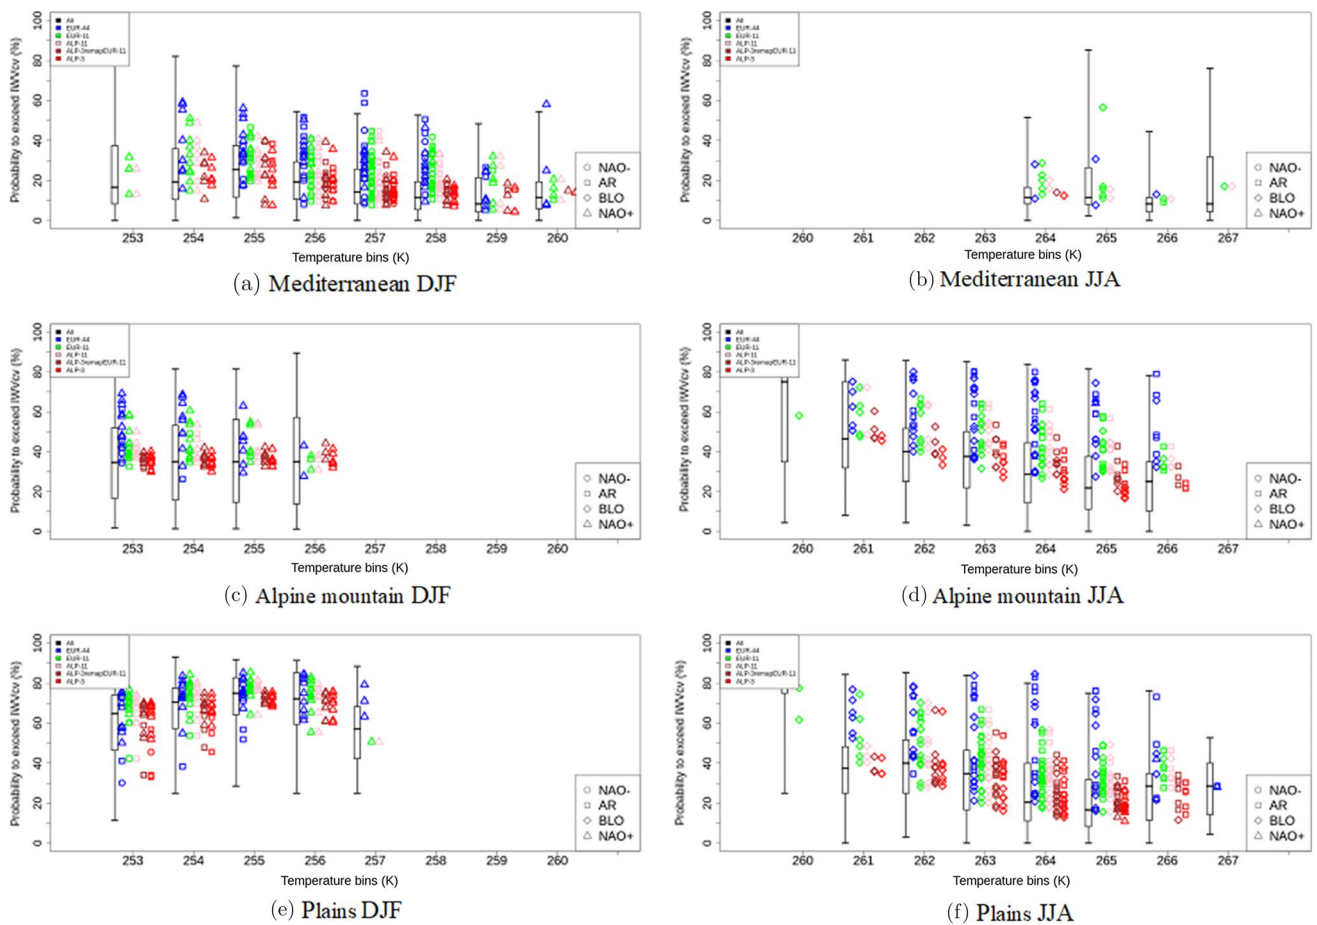 Probability to exceed IWVcv (%)
0 20 40 60 80 100
All
EUR-44
EUR-11
ALP-11
ALP-3remapEUR-11
ALP-3
NAO-
AR
BLO
NAO+
253 254 255 256 257 258 259 260
Temperature bins (K)
(a) Mediterranean DJF
Probability to exceed IWVcv (%)
0 20 40 60 80 100
All
EUR-44
EUR-11
ALP-11
ALP-3remapEUR-11
ALP-3
NAO-
AR
BLO
NAO+
260 261 262 263 264 265 266 267
Temperature bins (K)
(b) Mediterranean JJA
Probability to exceed IWVcv (%)
0 20 40 60 80 100
All
EUR-44
EUR-11
ALP-11
ALP-3remapEUR-11
ALP-3
NAO-
AR
BLO
NAO+
253 254 255 256 257 258 259 260
Temperature bins (K)
(c) Alpine mountain DJF
Probability to exceed IWVcv (%)
0 20 40 60 80 100
All
EUR-44
EUR-11
ALP-11
ALP-3remapEUR-11
ALP-3
NAO-
AR
BLO
NAO+
260 261 262 263 264 265 266 267
Temperature bins (K)
(d) Alpine mountain JJA
Probability to exceed IWVcv (%)
0 20 40 60 80 100
All
EUR-44
EUR-11
ALP-11
ALP-3remapEUR-11
ALP-3
NAO-
AR
BLO
NAO+
253 254 255 256 257 258 259 260
Temperature bins (K)
(e) Plains DJF
Probability to exceed IWVcv (%)
0 20 40 60 80 100
All
EUR-44
EUR-11
ALP-11
ALP-3remapEUR-11
ALP-3
NAO-
AR
BLO
NAO+
260 261 262 263 264 265 266 267
Temperature bins (K)
(f) Plains JJA